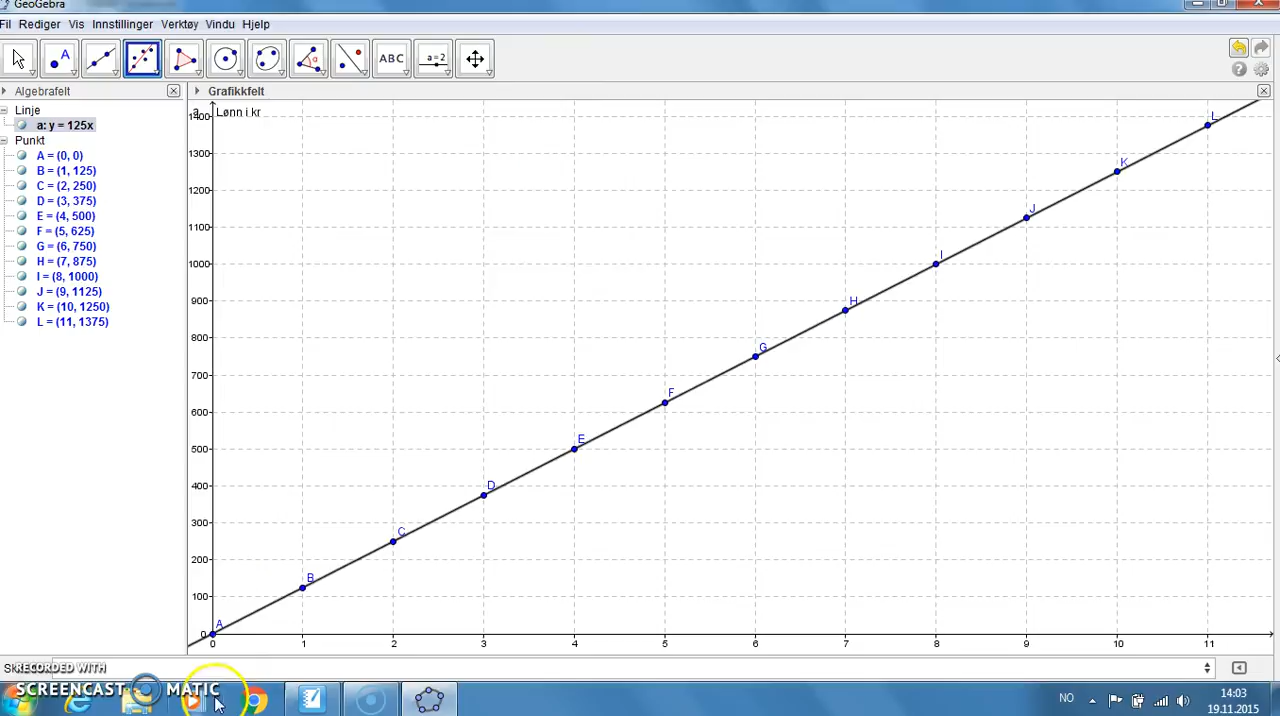 GeoGebra
Fil Rediger Vis Innstillinger Verktøy Vindu Hjelp
A
α
ABC
a = 2
Algebrafelt
Grafikkfelt
Linje
a: y = 125x
Punkt
A = (0, 0)
B = (1, 125)
C = (2, 250)
D = (3, 375)
E = (4, 500)
F = (5, 625)
G = (6, 750)
H = (7, 875)
I = (8, 1000)
J = (9, 1125)
K = (10, 1250)
L = (11, 1375)
a
Lønn i kr
1400
1300
1200
1100
1000
900
800
700
600
500
400
300
200
100
0
L
K
J
I
H
G
F
E
D
C
B
A
0 1 2 3 4 5 6 7 8 9 10 11
RECORDED WITH
SCREENCAST MATIC
NO
14:03
19.11.2015